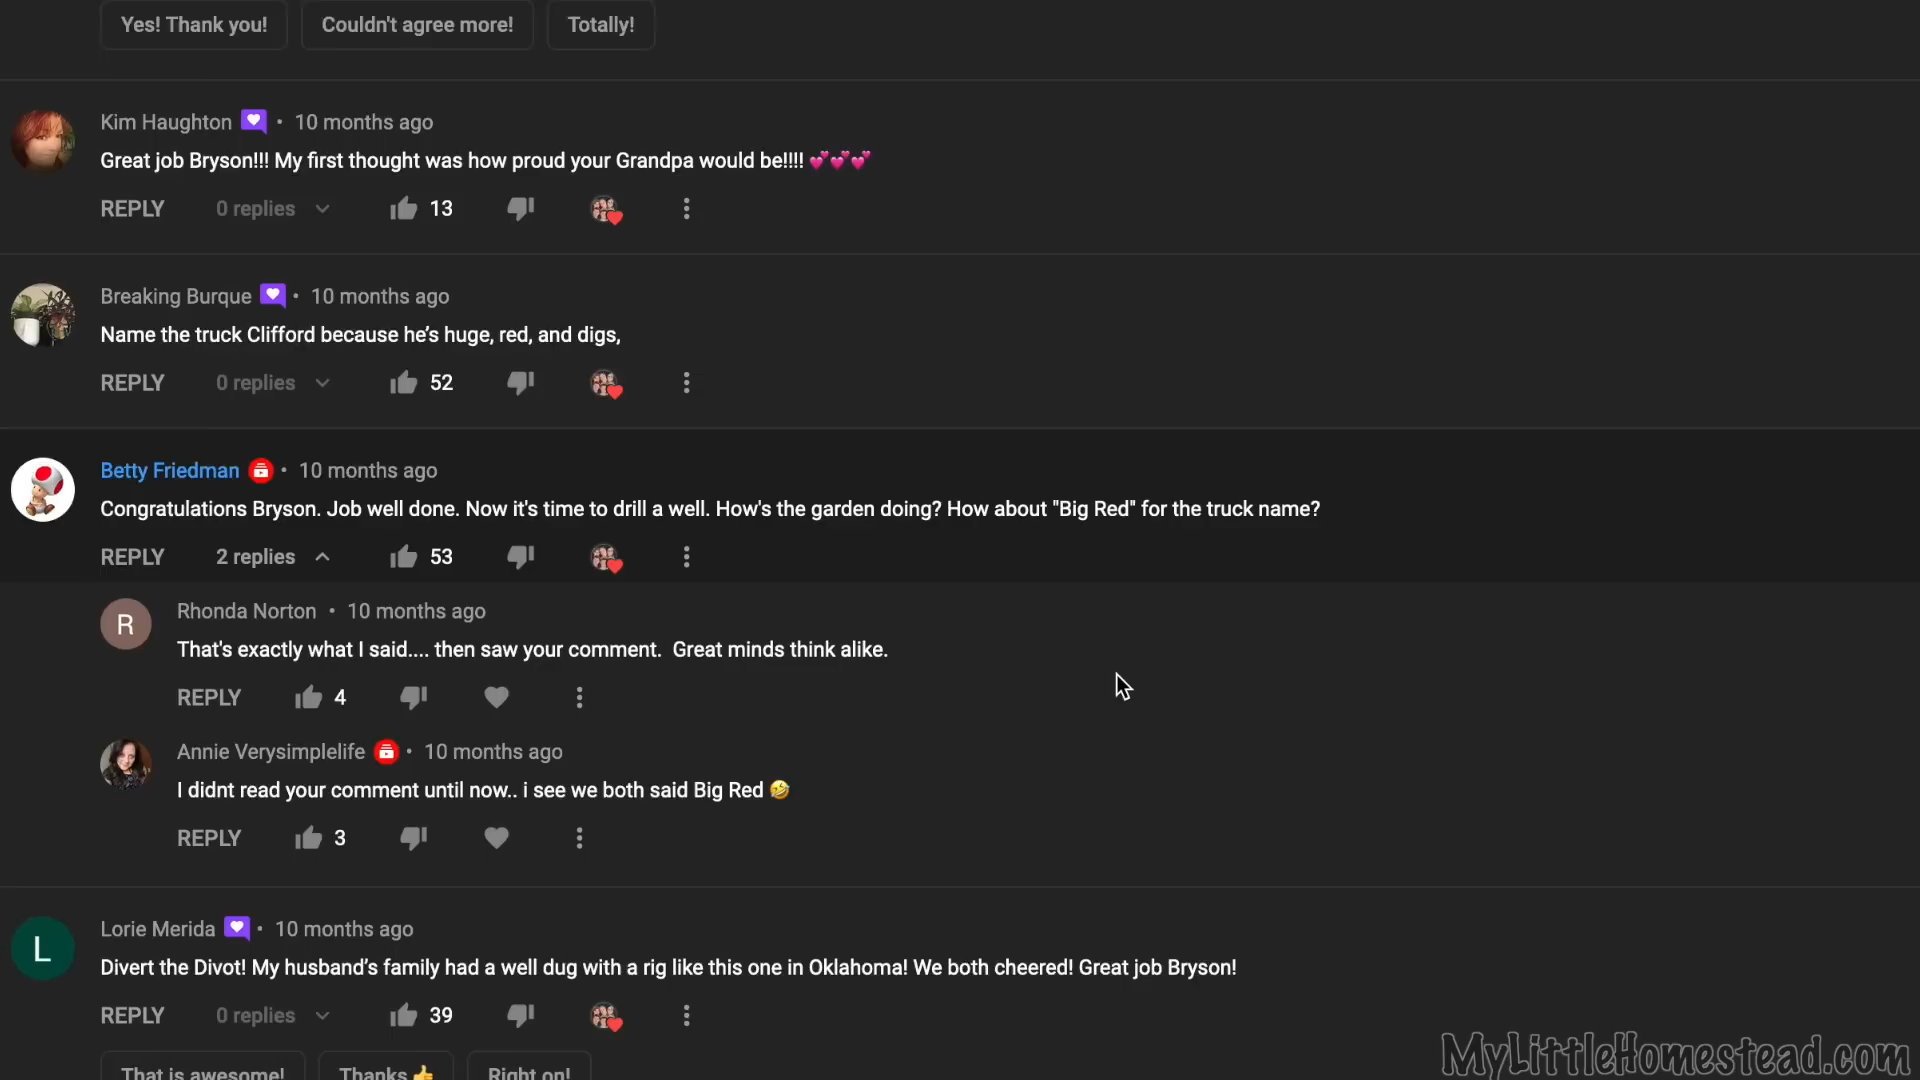 Yes! Thank you!
Couldn't agree more!
Totally!
Kim Haughton • 10 months ago
Great job Bryson!!! My first thought was how proud your Grandpa would be!!!! 💕💕💕
REPLY 0 replies 13
Breaking Burque • 10 months ago
Name the truck Clifford because he’s huge, red, and digs,
REPLY 0 replies 52
Betty Friedman • 10 months ago
Congratulations Bryson. Job well done. Now it's time to drill a well. How's the garden doing? How about "Big Red" for the truck name?
REPLY 2 replies 53
R
Rhonda Norton • 10 months ago
That's exactly what I said.... then saw your comment.  Great minds think alike.
REPLY 4
Annie Verysimplelife • 10 months ago
I didnt read your comment until now.. i see we both said Big Red 🤣
REPLY 3
L
Lorie Merida • 10 months ago
Divert the Divot! My husband’s family had a well dug with a rig like this one in Oklahoma! We both cheered! Great job Bryson!
REPLY 0 replies 39
That is awesome!
Thanks 👍
Right on!
MyLittleHomestead.com